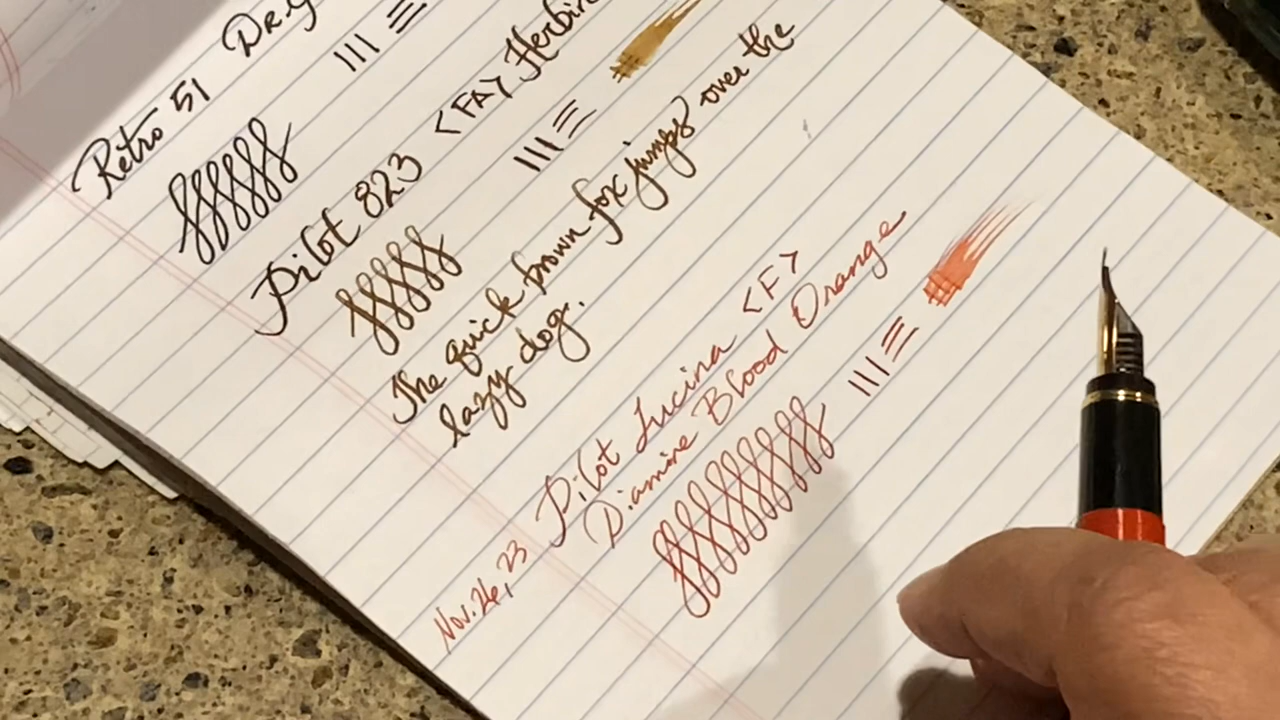 Retro 51
Pilot 823 <FA> Herbin
The quick brown fox jumps over the
lazy dog.
Pilot Lucina <F>
Diamine Blood Orange
Nov. 26, 23